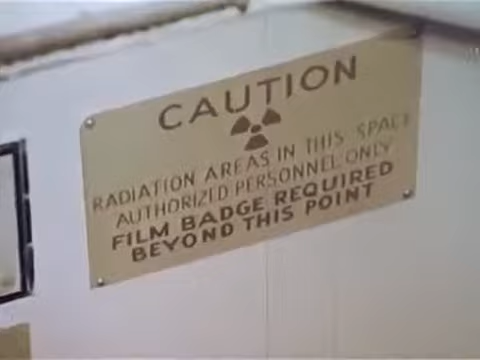 CAUTION
RADIATION AREAS IN THIS SPACE
AUTHORIZED PERSONNEL ONLY
FILM BADGE REQUIRED
BEYOND THIS POINT